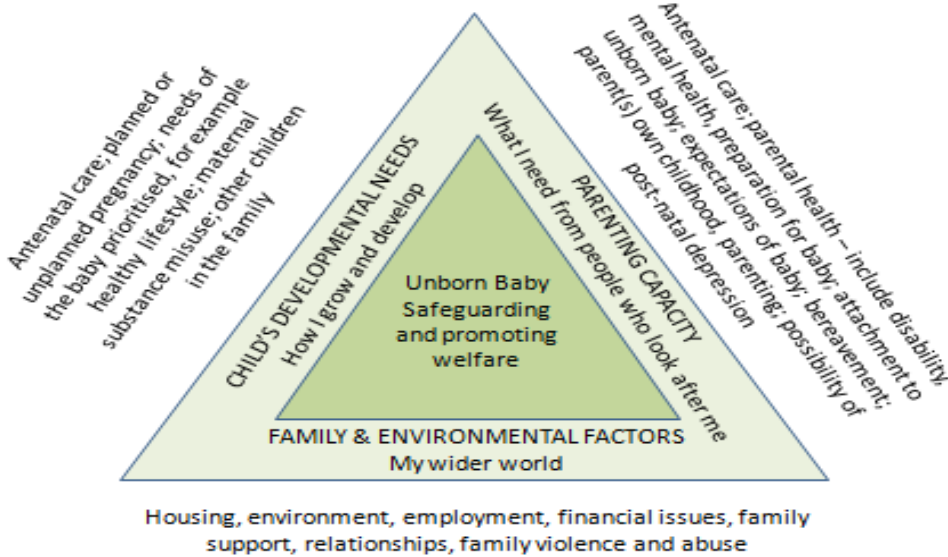 Antenatal care; planned or
unplanned pregnancy; needs of
the baby prioritised, for example
healthy lifestyle; maternal
substance misuse; other children
in the family
CHILD'S DEVELOPMENTAL NEEDS
How I grow and develop
Unborn Baby
Safeguarding
and promoting
welfare
PARENTING CAPACITY
What I need from people who look after me
Antenatal care; parental health – include disability,
mental health, preparation for baby; attachment to
unborn baby; expectations of baby; bereavement;
parent(s) own childhood, parenting; possibility of
post-natal depression
FAMILY & ENVIRONMENTAL FACTORS
My wider world
Housing, environment, employment, financial issues, family
support, relationships, family violence and abuse